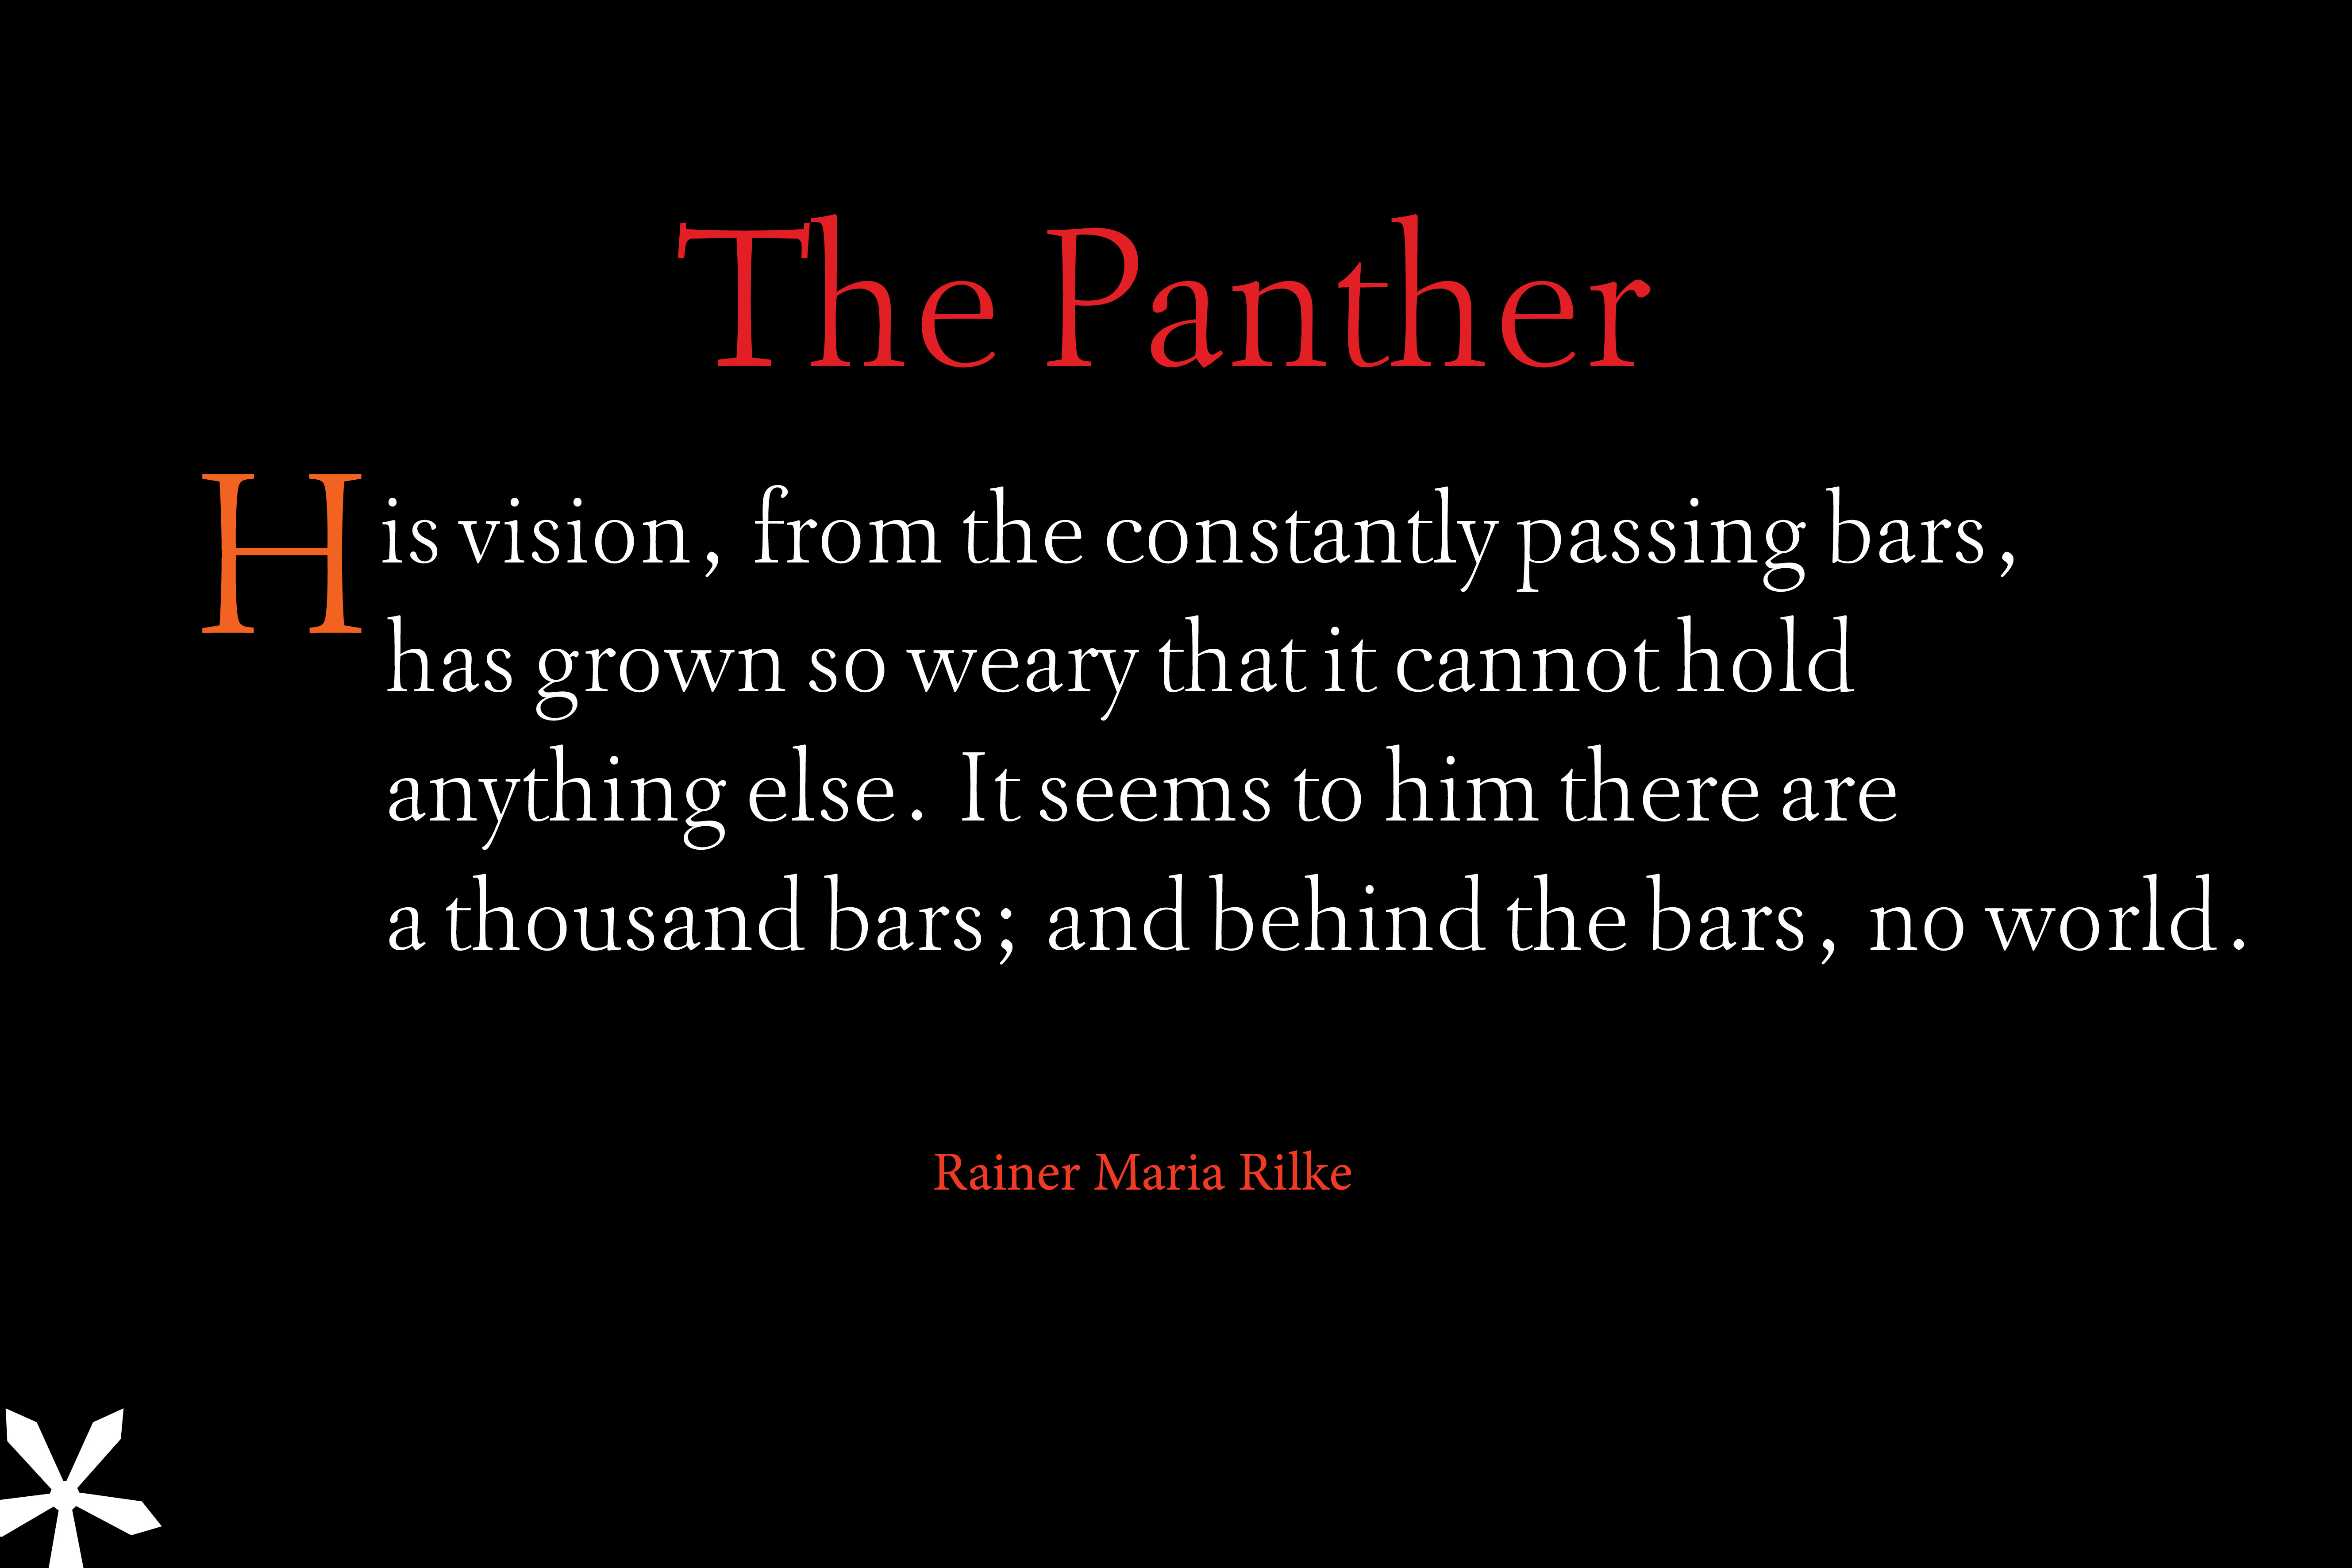 The Panther
His vision, from the constantly passing bars,
has grown so weary that it cannot hold
anything else. It seems to him there are
a thousand bars; and behind the bars, no world.
Rainer Maria Rilke